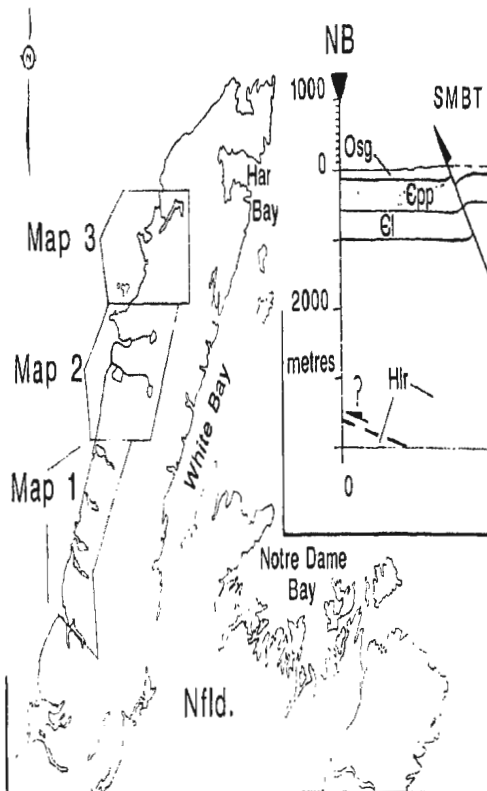 N
NB
1000
SMBT
Osg
0
Єpp
Єl
Har
Bay
Map 3
2000
Map 2
metres
?
Hlr
White Bay
Map 1
0
Notre Dame
Bay
Nfld.